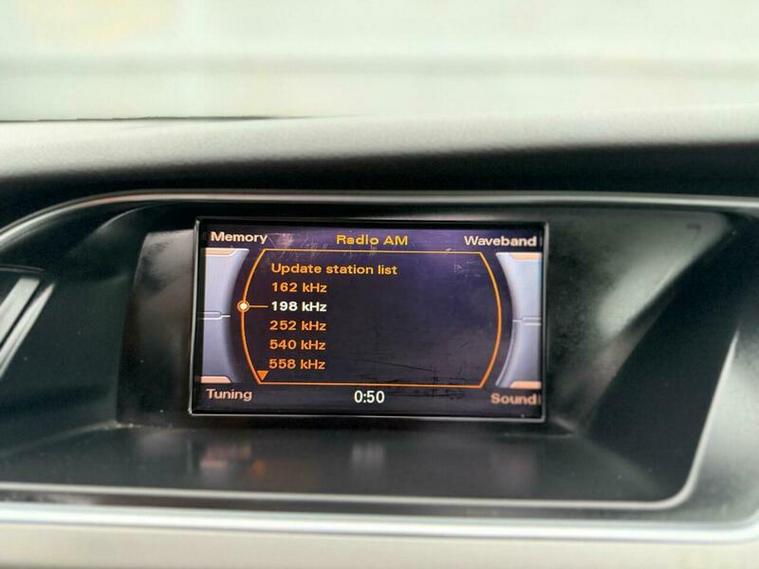 Memory Radio AM Waveband
Update station list
162 kHz
198 kHz
252 kHz
540 kHz
558 kHz
Tuning 0:50 Sound